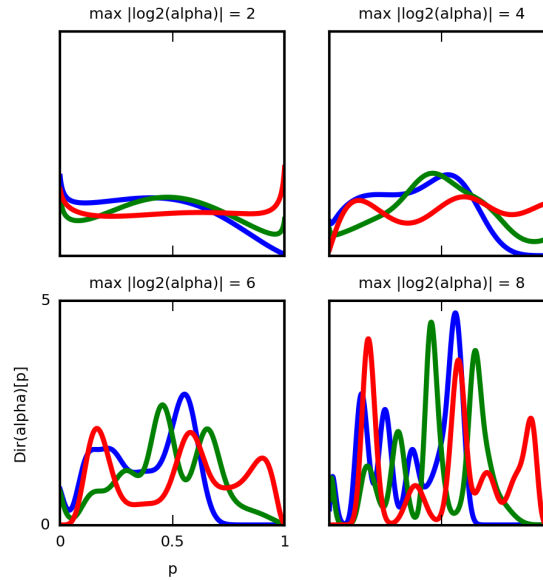 max |log2(alpha)| = 2
max |log2(alpha)| = 4
max |log2(alpha)| = 6
max |log2(alpha)| = 8
5
Dir(alpha)[p]
0
0
0.5
1
p